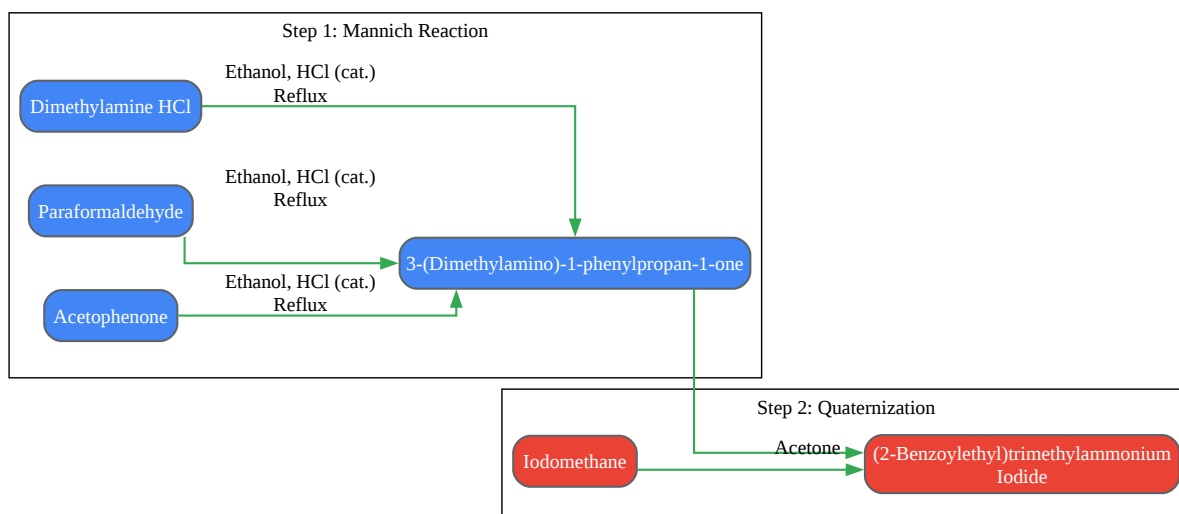 Step 1: Mannich Reaction
Ethanol, HCl (cat.)
Reflux
Dimethylamine HCl
Ethanol, HCl (cat.)
Reflux
Paraformaldehyde
3-(Dimethylamino)-1-phenylpropan-1-one
Ethanol, HCl (cat.)
Reflux
Acetophenone
Step 2: Quaternization
Acetone
Iodomethane
(2-Benzoylethyl)trimethylammonium
Iodide